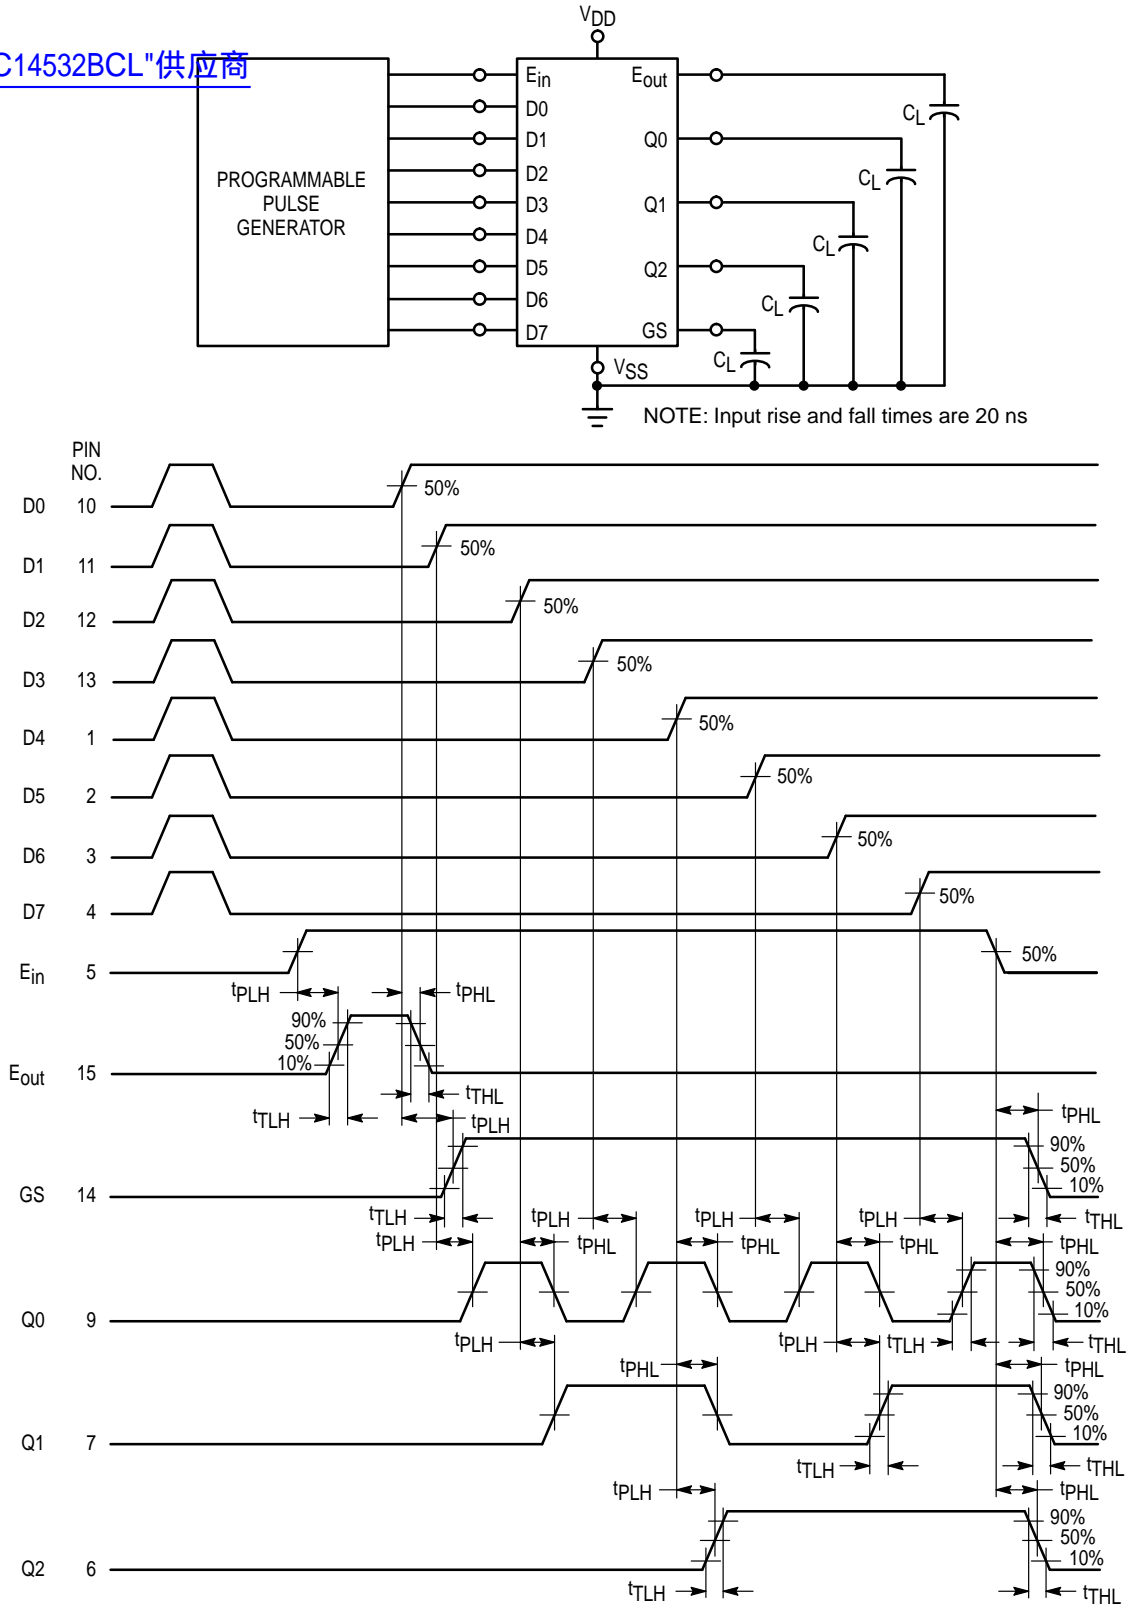 C14532BCL"供应商
VDD
Ein
Eout
D0
CL
D1
Q0
D2
CL
PROGRAMMABLE
PULSE
GENERATOR
D3
Q1
D4
CL
D5
Q2
D6
CL
D7
GS
CL
VSS
NOTE: Input rise and fall times are 20 ns
PIN
NO.
D0 10 50%
D1 11 50%
D2 12 50%
D3 13 50%
D4 1 50%
D5 2 50%
D6 3 50%
D7 4 50%
Ein 5 50%
tPLH tPHL
90%
50%
10%
Eout 15
tTHL
tTLH tPLH tPHL
90%
50%
10%
GS 14
tTLH tPLH tPLH tPLH tTHL
tPLH tPHL tPHL tPHL tPHL
90%
50%
10%
Q0 9
tPLH tPLH tTLH tTHL
tPHL tPHL
90%
50%
10%
Q1 7
tTLH tTHL
tPLH tPHL
90%
50%
10%
Q2 6
tTLH tTHL